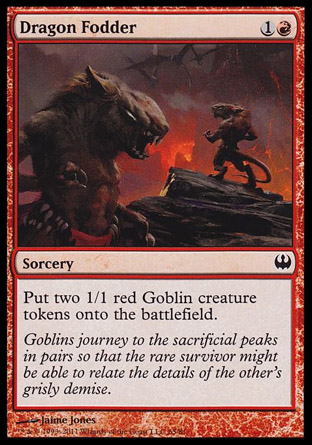 Dragon Fodder 1
Sorcery
Put two 1/1 red Goblin creature
tokens onto the battlefield.
Goblins journey to the sacrificial peaks
in pairs so that the rare survivor might
be able to relate the details of the other's
grisly demise.
Jaime Jones